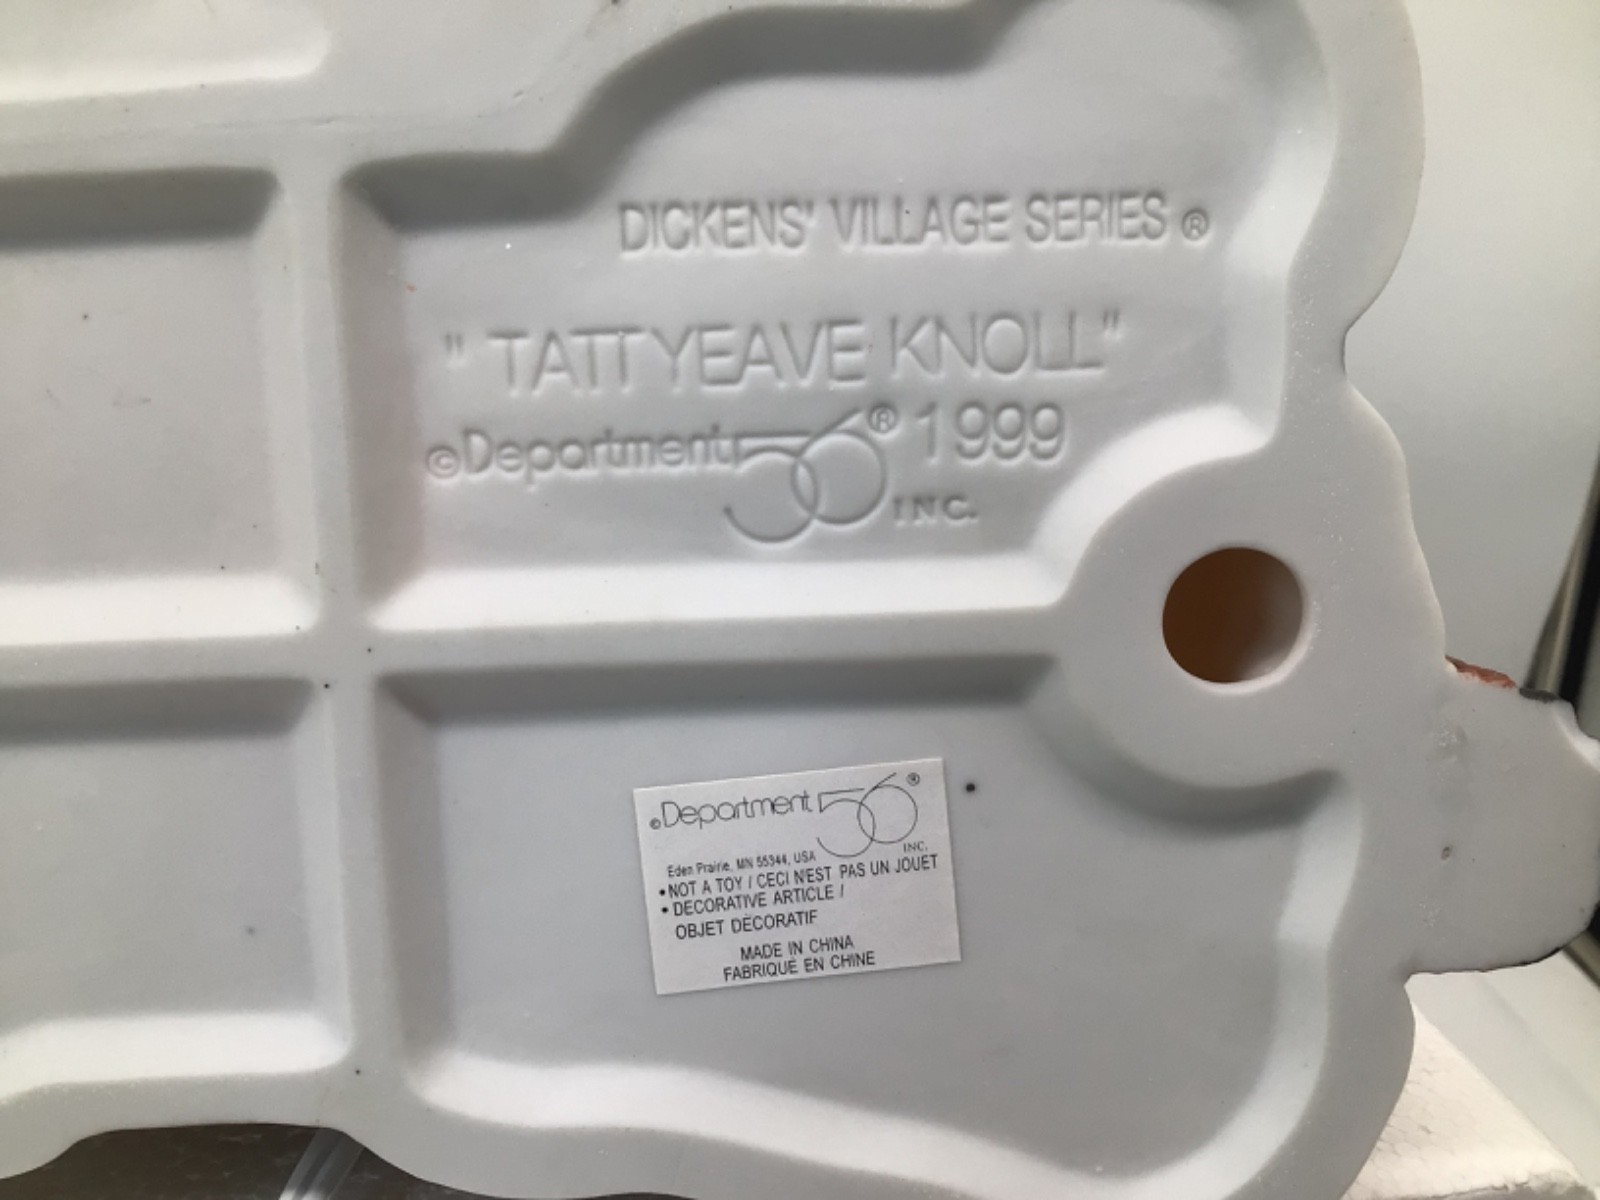 DICKENS' VILLAGE SERIES ®
" TATTYEAVE KNOLL"
©Department 56® 1999
INC.
©Department 56®
INC.
Eden Prairie, MN 55344, USA
• NOT A TOY / CECI N'EST PAS UN JOUET
• DECORATIVE ARTICLE /
OBJET DÉCORATIF
MADE IN CHINA
FABRIQUÉ EN CHINE